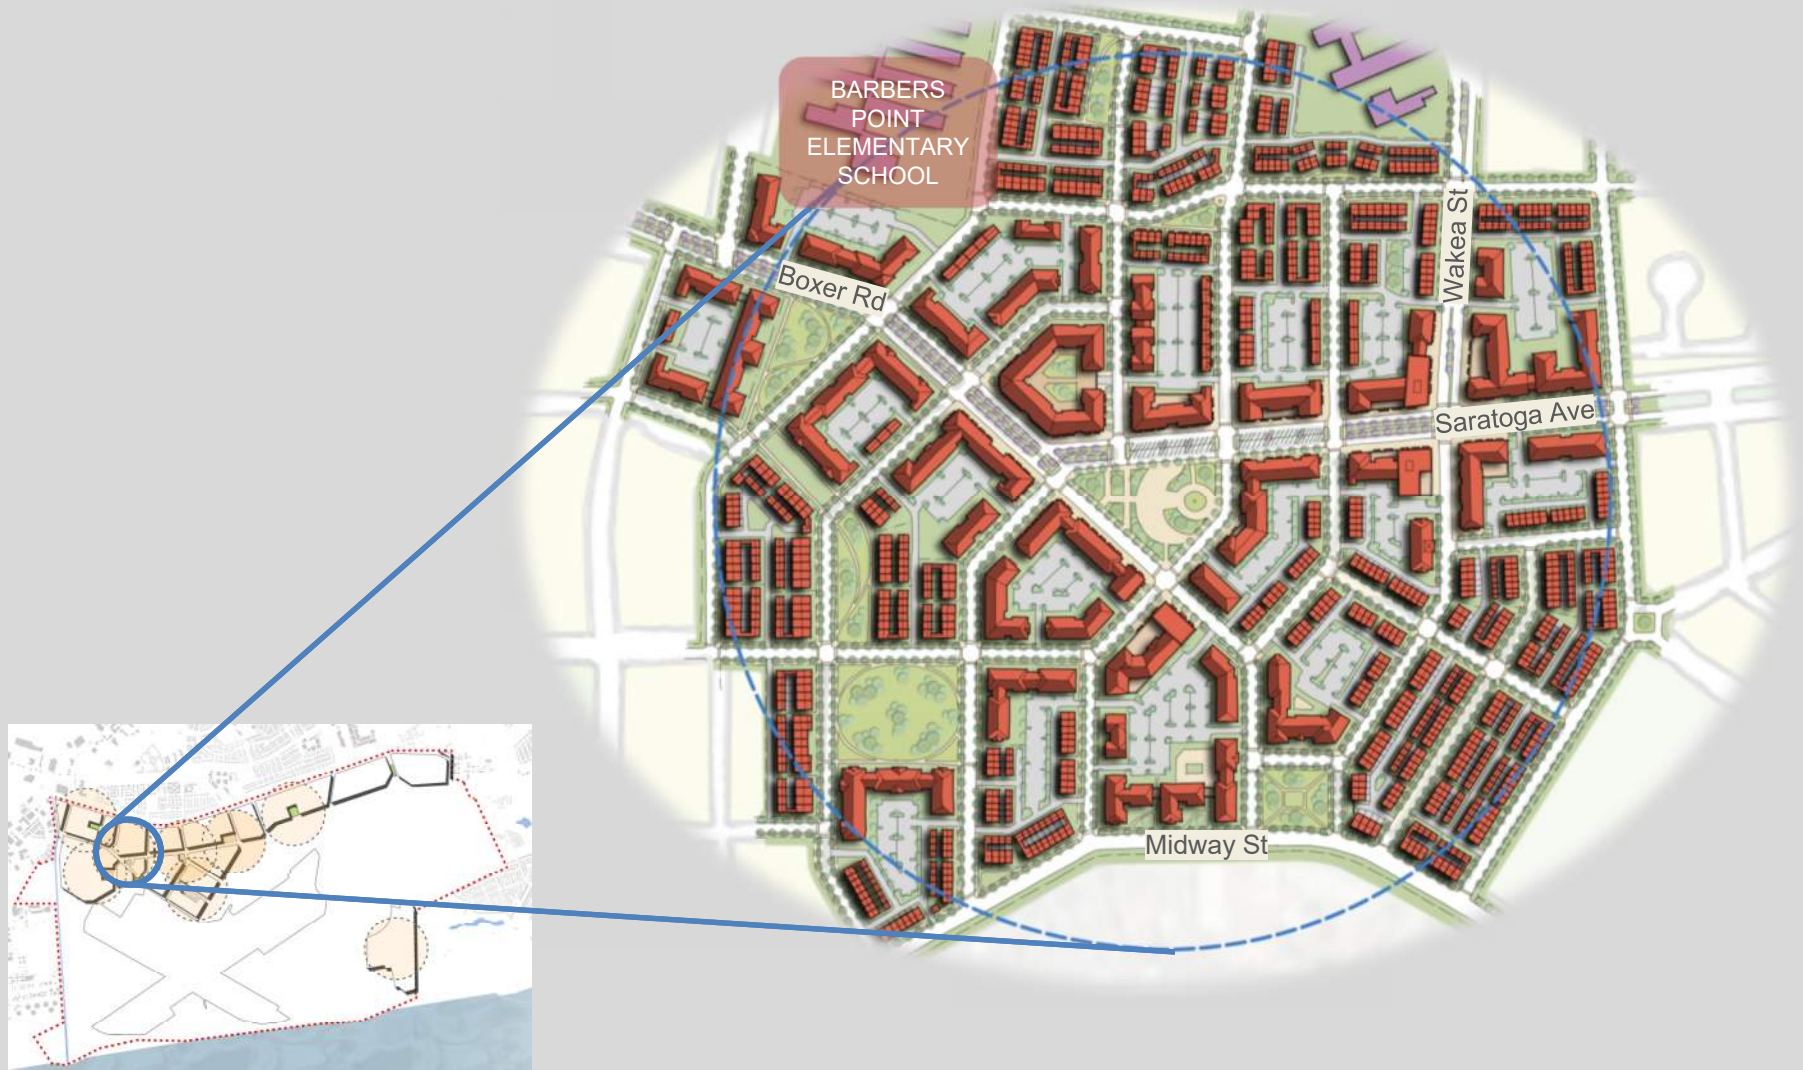 BARBERS
POINT
ELEMENTARY
SCHOOL
Wakea St
Boxer Rd
Saratoga Ave
Midway St